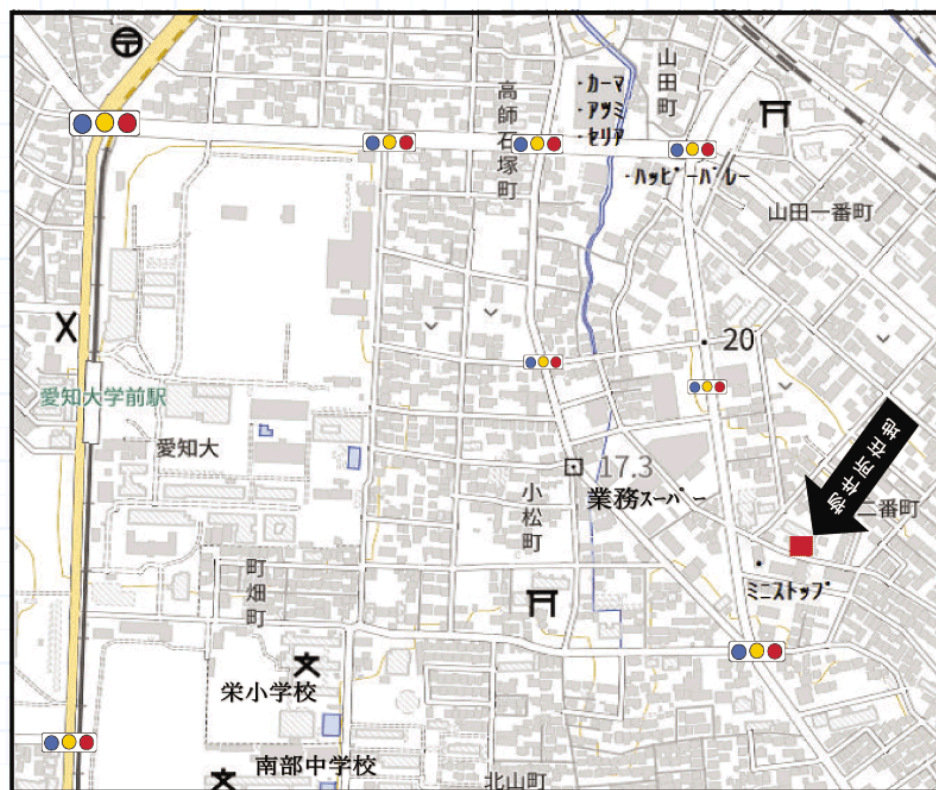 ・カーマ
・アツミ
・セリア
山田町
高師石塚町
・ハッピーバレー
山田一番町
20
愛知大学前駅
愛知大
17.3
業務スーパー
小松町
物件所在地
二番町
ミニストップ
町畑町
栄小学校
南部中学校
北山町